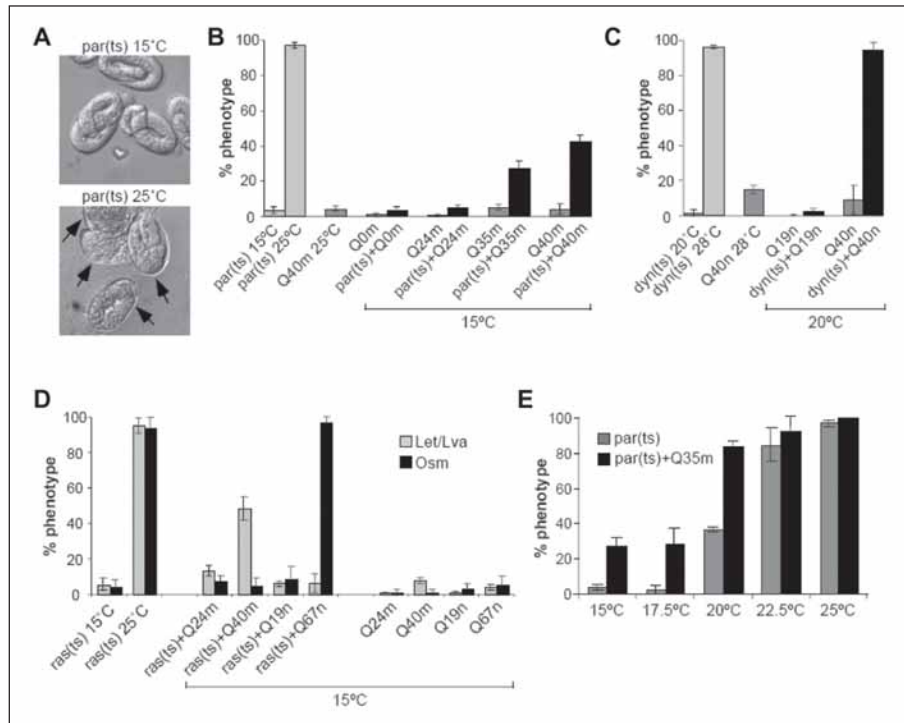 A
par(ts) 15°C
par(ts) 25°C
B
% phenotype
100
80
60
40
20
0
par(ts) 15°C
par(ts) 25°C
Q40m 25°C
Q0m
par(ts)+Q0m
Q24m
par(ts)+Q24m
Q35m
par(ts)+Q35m
Q40m
par(ts)+Q40m
15ºC
C
% phenotype
100
80
60
40
20
0
dyn(ts) 20°C
dyn(ts) 28°C
Q40n 28°C
Q19n
dyn(ts)+Q19n
Q40n
dyn(ts)+Q40n
20ºC
D
% phenotype
100
80
60
40
20
0
Let/Lva
Osm
ras(ts) 15°C
ras(ts) 25°C
ras(ts)+Q24m
ras(ts)+Q40m
ras(ts)+Q19n
ras(ts)+Q67n
Q24m
Q40m
Q19n
Q67n
15ºC
E
% phenotype
100
80
60
40
20
0
par(ts)
par(ts)+Q35m
15ºC
17.5ºC
20ºC
22.5ºC
25ºC